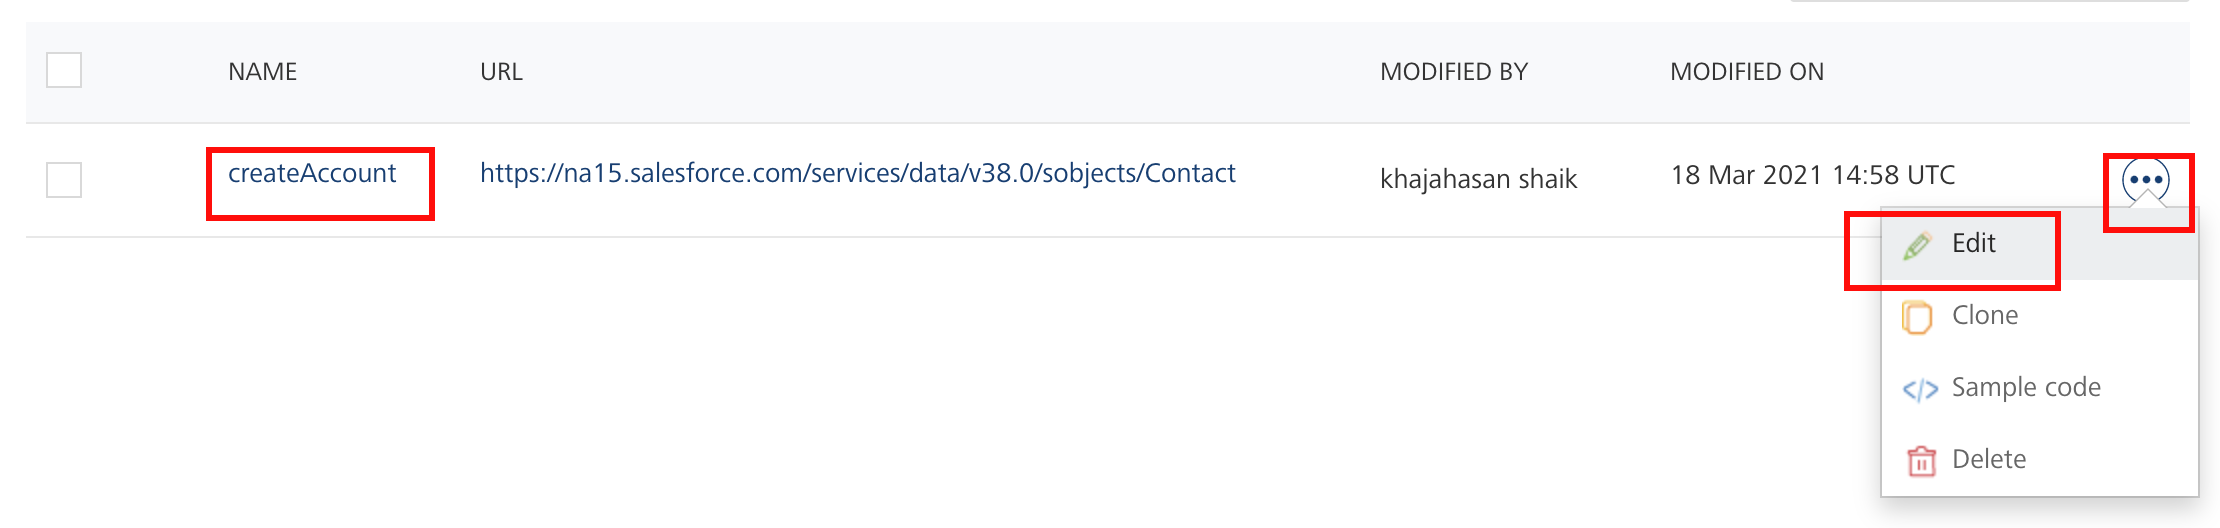 NAME URL MODIFIED BY MODIFIED ON
createAccount https://na15.salesforce.com/services/data/v38.0/sobjects/Contact khajahasan shaik 18 Mar 2021 14:58 UTC
Edit
Clone
Sample code
Delete